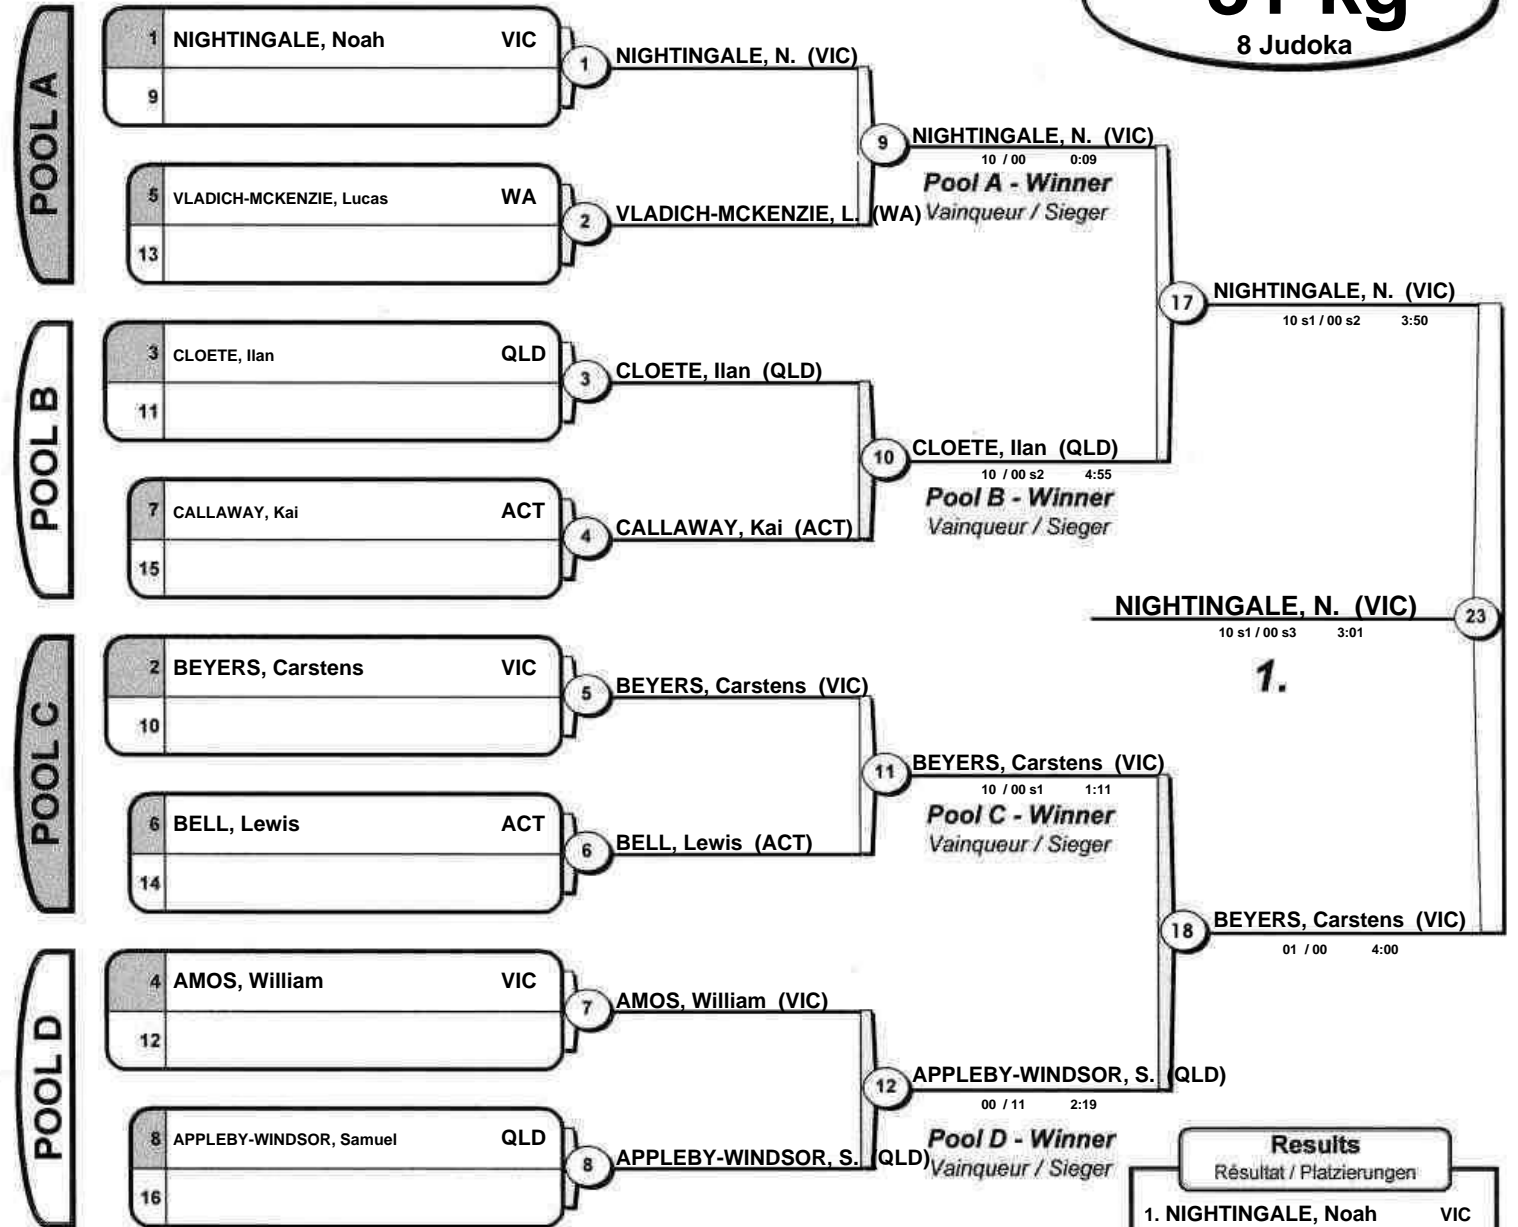 8 Judoka
POOL A
1 NIGHTINGALE, Noah VIC
9
5 VLADICH-MCKENZIE, Lucas WA
13
1 NIGHTINGALE, N. (VIC)
2 VLADICH-MCKENZIE, L. (WA)
9 NIGHTINGALE, N. (VIC)
10 / 00 0:09
Pool A - Winner
Vainqueur / Sieger
POOL B
3 CLOETE, Ilan QLD
11
7 CALLAWAY, Kai ACT
15
3 CLOETE, Ilan (QLD)
4 CALLAWAY, Kai (ACT)
10 CLOETE, Ilan (QLD)
10 / 00 s2 4:55
Pool B - Winner
Vainqueur / Sieger
17 NIGHTINGALE, N. (VIC)
10 s1 / 00 s2 3:50
NIGHTINGALE, N. (VIC) 23
10 s1 / 00 s3 3:01
1.
POOL C
2 BEYERS, Carstens VIC
10
6 BELL, Lewis ACT
14
5 BEYERS, Carstens (VIC)
6 BELL, Lewis (ACT)
11 BEYERS, Carstens (VIC)
10 / 00 s1 1:11
Pool C - Winner
Vainqueur / Sieger
POOL D
4 AMOS, William VIC
12
8 APPLEBY-WINDSOR, Samuel QLD
16
7 AMOS, William (VIC)
8 APPLEBY-WINDSOR, S. (QLD)
12 APPLEBY-WINDSOR, S. (QLD)
00 / 11 2:19
Pool D - Winner
Vainqueur / Sieger
18 BEYERS, Carstens (VIC)
01 / 00 4:00
Results
Résultat / Platzierungen
1. NIGHTINGALE, Noah VIC